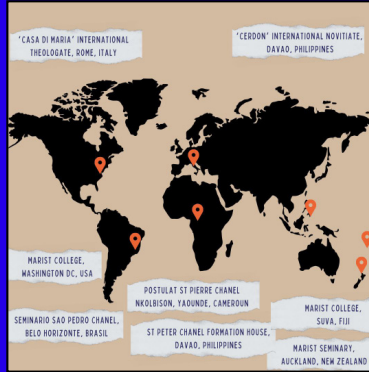 'CASA DI MARIA' INTERNATIONAL
THEOLOGATE, ROME, ITALY
'CERDON' INTERNATIONAL NOVITIATE,
DAVAO, PHILIPPINES
MARIST COLLEGE,
WASHINGTON DC, USA
POSTULAT ST PIERRE CHANEL
NKOLBISON, YAOUNDE, CAMEROUN
MARIST COLLEGE,
SUVA, FIJI
SEMINARIO SAO PEDRO CHANEL,
BELO HORIZONTE, BRASIL
ST PETER CHANEL FORMATION HOUSE,
DAVAO, PHILIPPINES
MARIST SEMINARY,
AUCKLAND, NEW ZEALAND